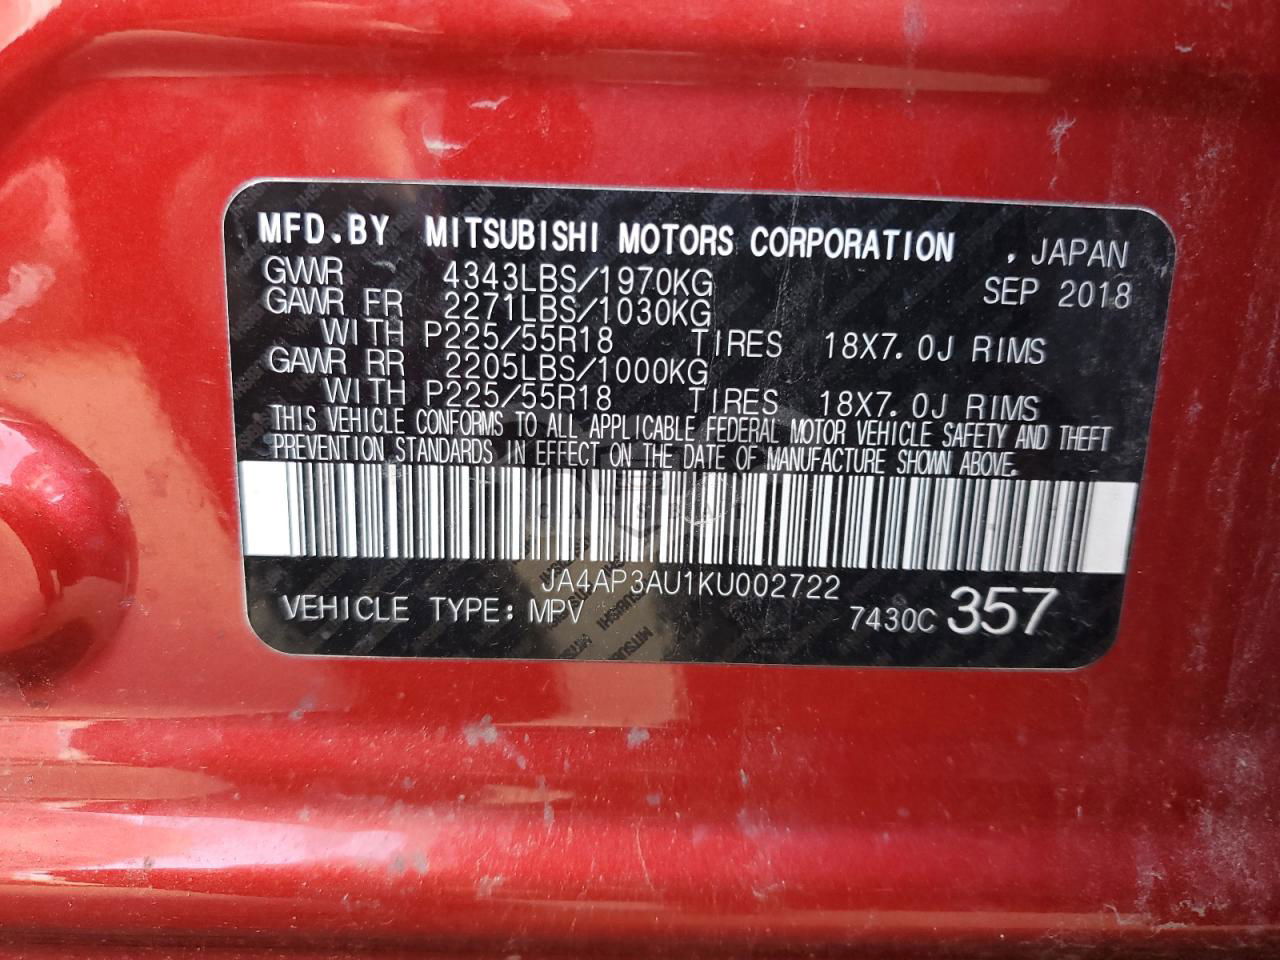 MFD.BY MITSUBISHI MOTORS CORPORATION , JAPAN
GVWR 4343LBS/1970KG SEP 2018
GAWR FR 2271LBS/1030KG
WITH P225/55R18 TIRES 18X7.0J RIMS
GAWR RR 2205LBS/1000KG
WITH P225/55R18 TIRES 18X7.0J RIMS
THIS VEHICLE CONFORMS TO ALL APPLICABLE FEDERAL MOTOR VEHICLE SAFETY AND THEFT
PREVENTION STANDARDS IN EFFECT ON THE DATE OF MANUFACTURE SHOWN ABOVE.
JA4AP3AU1KU002722
VEHICLE TYPE: MPV 7430C 357